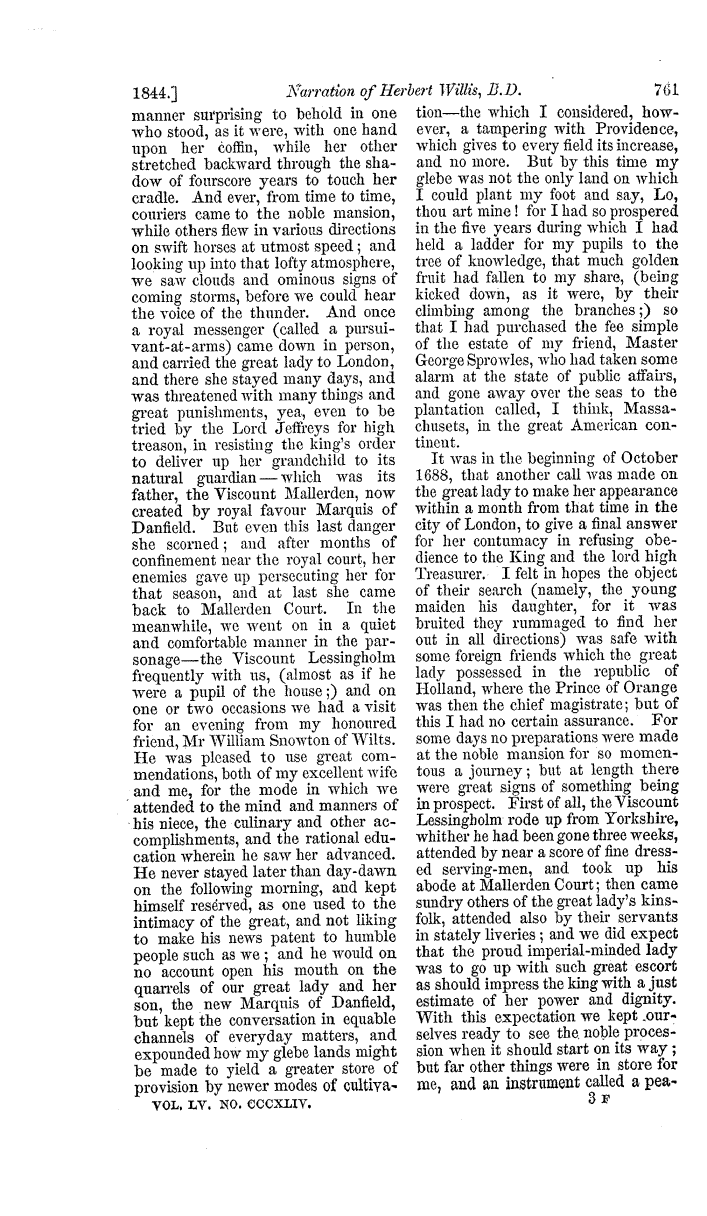 1844.] Narration of Herbert Willis, B.D. 761
manner surprising to behold in one
who stood, as it were, with one hand
upon her coffin, while her other
stretched backward through the sha-
dow of fourscore years to touch her
cradle. And ever, from time to time,
couriers came to the noble mansion,
while others flew in various directions
on swift horses at utmost speed; and
looking up into that lofty atmosphere,
we saw clouds and ominous signs of
coming storms, before we could hear
the voice of the thunder. And once
a royal messenger (called a pursui-
vant-at-arms) came down in person,
and carried the great lady to London,
and there she stayed many days, and
was threatened with many things and
great punishments, yea, even to be
tried by the Lord Jeffreys for high
treason, in resisting the king's order
to deliver up her grandchild to its
natural guardian—which was its
father, the Viscount Mallerden, now
created by royal favour Marquis of
Danfield. But even this last danger
she scorned; and after months of
confinement near the royal court, her
enemies gave up persecuting her for
that season, and at last she came
back to Mallerden Court. In the
meanwhile, we went on in a quiet
and comfortable manner in the par-
sonage—the Viscount Lessingholm
frequently with us, (almost as if he
were a pupil of the house;) and on
one or two occasions we had a visit
for an evening from my honoured
friend, Mr William Snowton of Wilts.
He was pleased to use great com-
mendations, both of my excellent wife
and me, for the mode in which we
attended to the mind and manners of
his niece, the culinary and other ac-
complishments, and the rational edu-
cation wherein he saw her advanced.
He never stayed later than day-dawn
on the following morning, and kept
himself reserved, as one used to the
intimacy of the great, and not liking
to make his news patent to humble
people such as we; and he would on
no account open his mouth on the
quarrels of our great lady and her
son, the new Marquis of Danfield,
but kept the conversation in equable
channels of everyday matters, and
expounded how my glebe lands might
be made to yield a greater store of
provision by newer modes of cultiva-
tion—the which I considered, how-
ever, a tampering with Providence,
which gives to every field its increase,
and no more. But by this time my
glebe was not the only land on which
I could plant my foot and say, Lo,
thou art mine! for I had so prospered
in the five years during which I had
held a ladder for my pupils to the
tree of knowledge, that much golden
fruit had fallen to my share, (being
kicked down, as it were, by their
climbing among the branches;) so
that I had purchased the fee simple
of the estate of my friend, Master
George Sprowles, who had taken some
alarm at the state of public affairs,
and gone away over the seas to the
plantation called, I think, Massa-
chusets, in the great American con-
tinent.
It was in the beginning of October
1688, that another call was made on
the great lady to make her appearance
within a month from that time in the
city of London, to give a final answer
for her contumacy in refusing obe-
dience to the King and the lord high
Treasurer. I felt in hopes the object
of their search (namely, the young
maiden his daughter, for it was
bruited they rummaged to find her
out in all directions) was safe with
some foreign friends which the great
lady possessed in the republic of
Holland, where the Prince of Orange
was then the chief magistrate; but of
this I had no certain assurance. For
some days no preparations were made
at the noble mansion for so momen-
tous a journey; but at length there
were great signs of something being
in prospect. First of all, the Viscount
Lessingholm rode up from Yorkshire,
whither he had been gone three weeks,
attended by near a score of fine dress-
ed serving-men, and took up his
abode at Mallerden Court; then came
sundry others of the great lady's kins-
folk, attended also by their servants
in stately liveries; and we did expect
that the proud imperial-minded lady
was to go up with such great escort
as should impress the king with a just
estimate of her power and dignity.
With this expectation we kept our-
selves ready to see the noble proces-
sion when it should start on its way;
but far other things were in store for
me, and an instrument called a pea-
VOL. LV. NO. CCCXLIV. 3 F